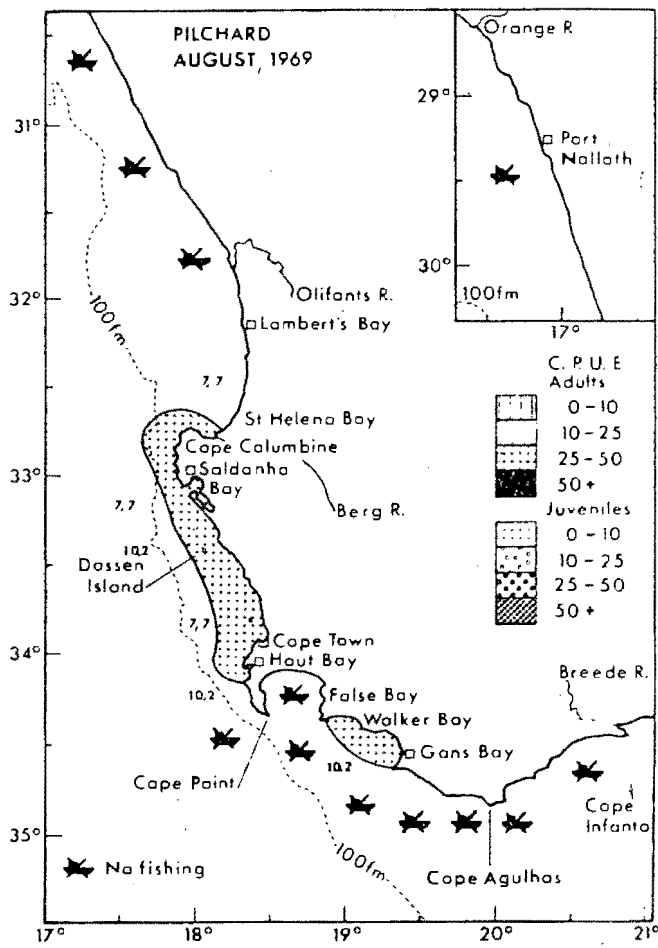 PILCHARD
AUGUST, 1969
Orange R
29°
Port
Nolloth
30°
100fm
17°
31°
32°
33°
34°
35°
100fm
Olifants R.
Lambert's Bay
7,7
St Helena Bay
Cape Columbine
Saldanha
Bay
Berg R.
7,7
10,2
Dassen
Island
7,7
Cape Town
Hout Bay
10,2
False Bay
Walker Bay
Gans Bay
10,2
Cape Point
Breede R.
Cape
Infanta
Cape Agulhas
100fm
No fishing
C. P. U. E
Adults
0-10
10-25
25-50
50+
Juveniles
0-10
10-25
25-50
50+
17°
18°
19°
20°
21°